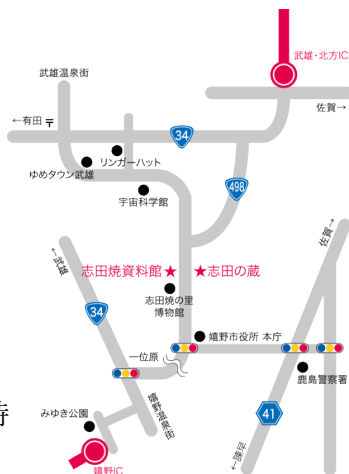 武雄・北方IC
武雄温泉街
佐賀→
←有田
34
リンガーハット
ゆめタウン武雄
宇宙科学館
498
佐賀→
←武雄
志田焼資料館★
★志田の蔵
志田焼の里
博物館
34
嬉野市役所 本庁
一位原
鹿島警察署
みゆき公園
嬉野温泉街
41
←諫早
嬉野IC